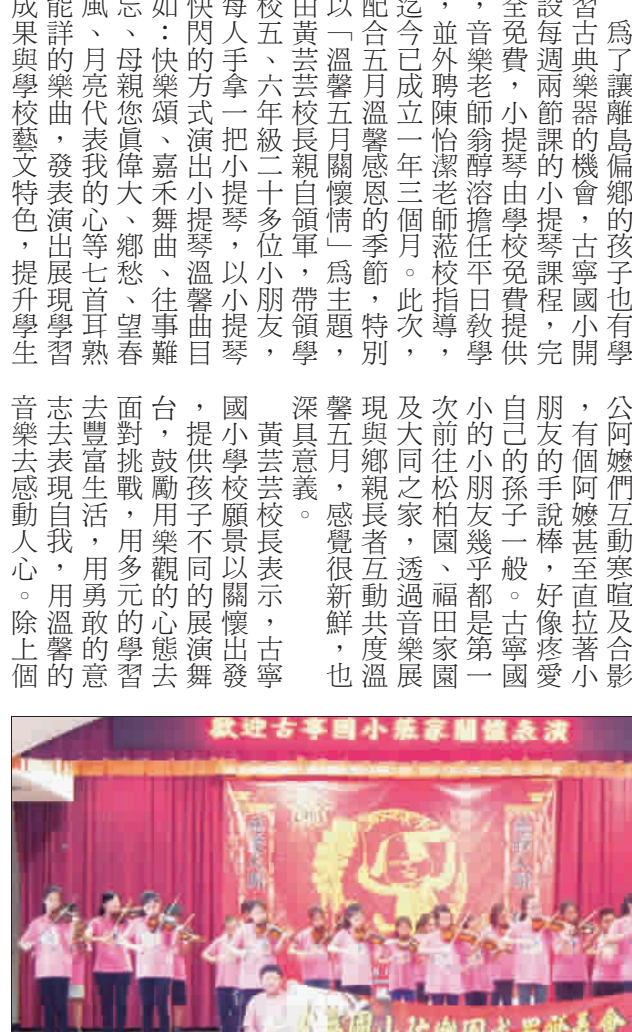 為了讓離島偏鄉的孩子也有學
習古典樂器的機會，古寧國小開
設每週兩節課的小提琴課程，完
全免費，小提琴由學校免費提供
，音樂老師翁醇溶擔任平日教學
，並外聘陳怡潔老師蒞校指導，
迄今已成立一年三個月。此次，
配合五月溫馨感恩的季節，特別
以「溫馨五月關懷情」為主題，
由黃芸芸校長親自領軍，帶領學
校五、六年級二十多位小朋友，
每人手拿一把小提琴，以小提琴
快閃的方式演出小提琴溫馨曲目
如：快樂頌、嘉禾舞曲、往事難
忘、母親您真偉大、鄉愁、望春
風、月亮代表我的心等七首耳熟
能詳的樂曲，發表演出展現學習
成果與學校藝文特色，提升學生
公阿嬤們互動寒暄及合影
，有個阿嬤甚至直拉著小
朋友的手說棒，好像疼愛
自己的孫子一般。古寧國
小的小朋友幾乎都是第一
次前往松柏園、福田家園
及大同之家，透過音樂展
現與鄉親長者互動共度溫
馨五月，感覺很新鮮，也
深具意義。
黃芸芸校長表示，古寧
國小學校願景以關懷出發
，提供孩子不同的展演舞
台，鼓勵用樂觀的心態去
面對挑戰，用多元的學習
去豐富生活，用勇敢的意
志去表現自我，用溫馨的
音樂去感動人心。除上個
歡迎古寧國小蒞家關懷表演